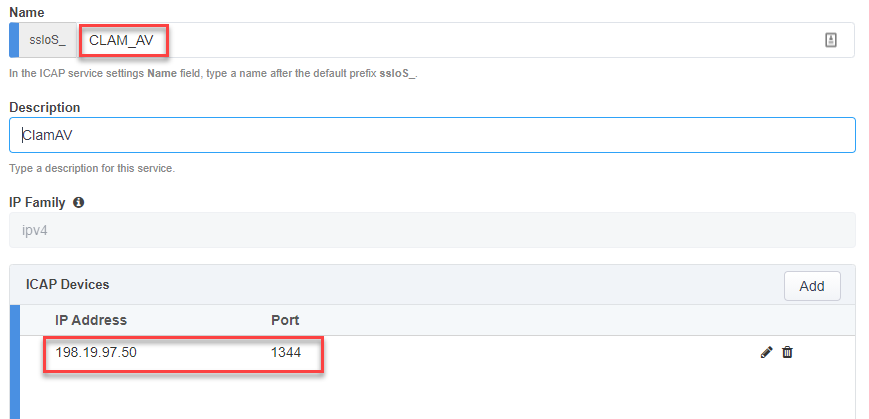 Name
ssloS_ CLAM_AV
In the ICAP service settings Name field, type a name after the default prefix ssloS_.
Description
ClamAV
Type a description for this service.
IP Family
ipv4
ICAP Devices Add
IP Address Port
198.19.97.50 1344